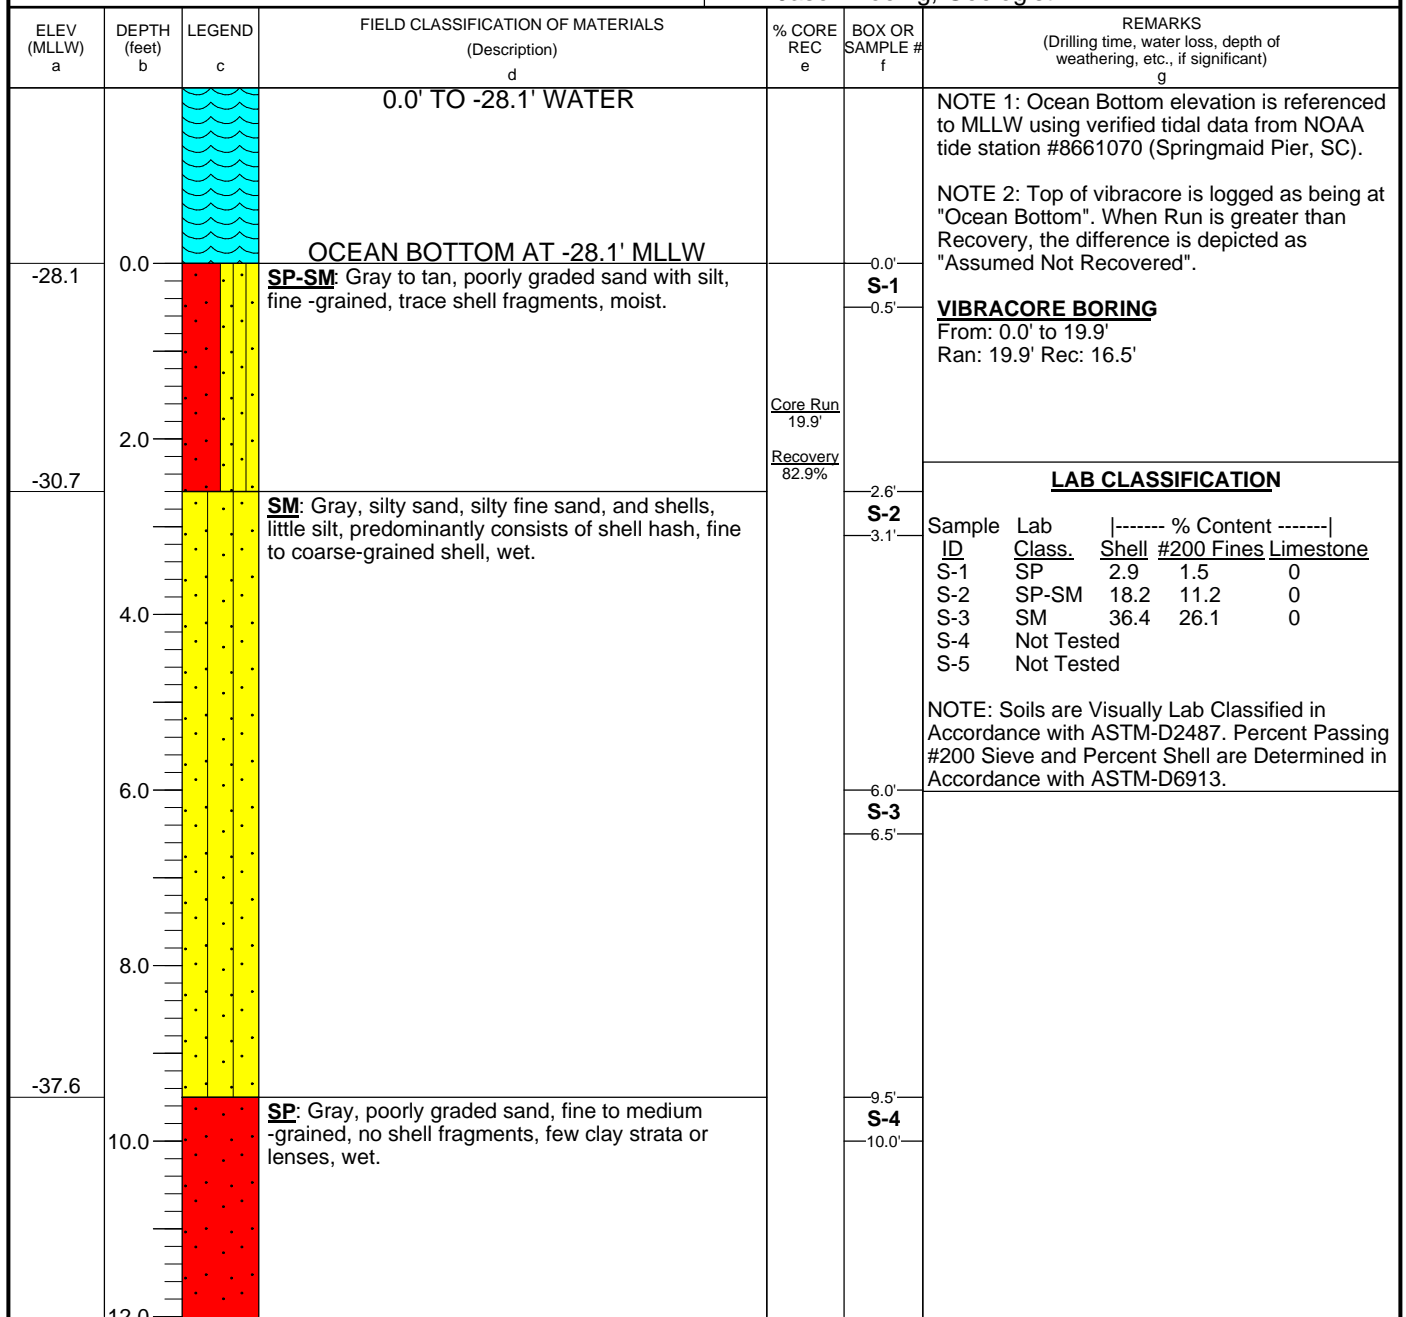 ELEV (MLLW) a
DEPTH (feet) b
LEGEND c
FIELD CLASSIFICATION OF MATERIALS
(Description)
d
% CORE REC e
BOX OR SAMPLE # f
REMARKS
(Drilling time, water loss, depth of
weathering, etc., if significant)
g
0.0' TO -28.1' WATER
OCEAN BOTTOM AT -28.1' MLLW
-28.1
0.0
SP-SM: Gray to tan, poorly graded sand with silt,
fine -grained, trace shell fragments, moist.
0.0'
S-1
0.5'
Core Run
19.9'
Recovery
82.9%
2.0
-30.7
SM: Gray, silty sand, silty fine sand, and shells,
little silt, predominantly consists of shell hash, fine
to coarse-grained shell, wet.
2.6'
S-2
3.1'
4.0
6.0
6.0'
S-3
6.5'
8.0
-37.6
SP: Gray, poorly graded sand, fine to medium
-grained, no shell fragments, few clay strata or
lenses, wet.
9.5'
S-4
10.0'
10.0
12.0
NOTE 1: Ocean Bottom elevation is referenced
to MLLW using verified tidal data from NOAA
tide station #8661070 (Springmaid Pier, SC).
NOTE 2: Top of vibracore is logged as being at
"Ocean Bottom". When Run is greater than
Recovery, the difference is depicted as
"Assumed Not Recovered".
VIBRACORE BORING
From: 0.0' to 19.9'
Ran: 19.9' Rec: 16.5'
LAB CLASSIFICATION
Sample Lab |------- % Content -------|
ID Class. Shell #200 Fines Limestone
S-1 SP 2.9 1.5 0
S-2 SP-SM 18.2 11.2 0
S-3 SM 36.4 26.1 0
S-4 Not Tested
S-5 Not Tested
NOTE: Soils are Visually Lab Classified in
Accordance with ASTM-D2487. Percent Passing
#200 Sieve and Percent Shell are Determined in
Accordance with ASTM-D6913.